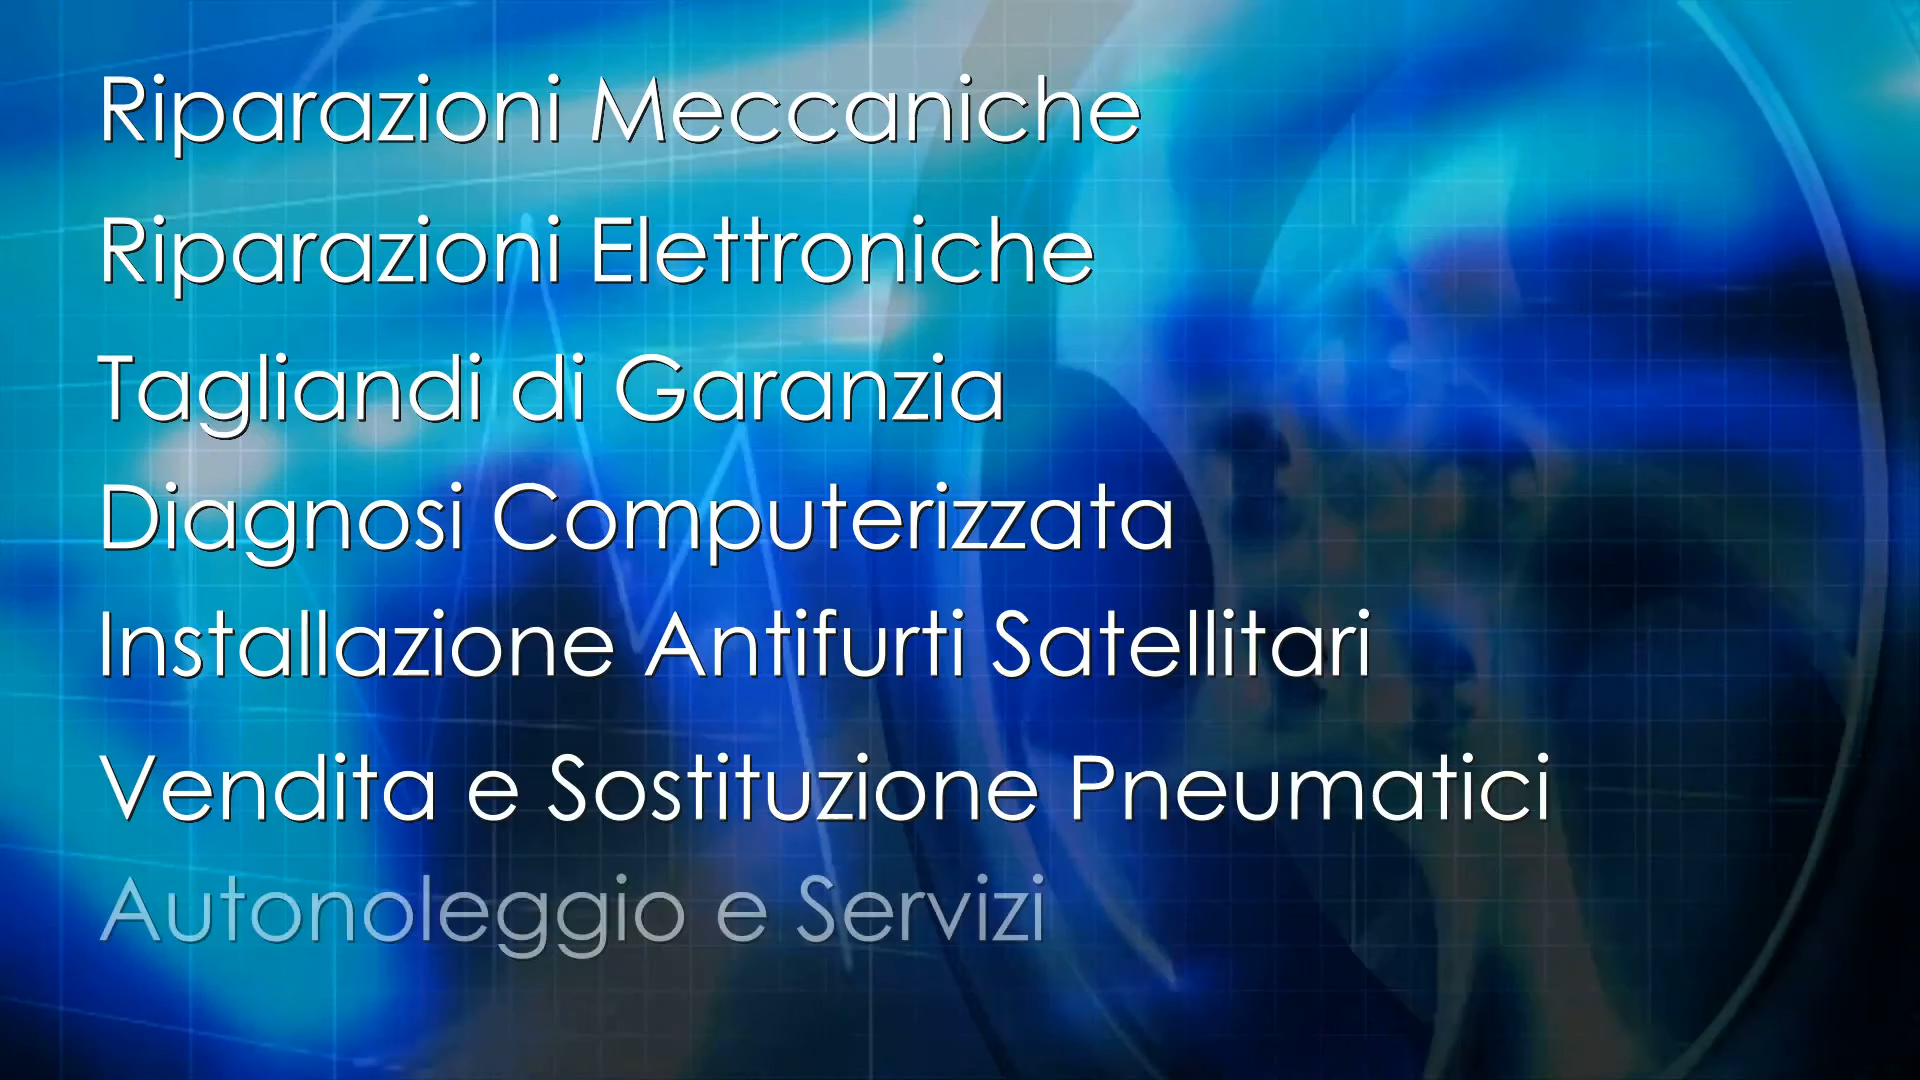 Riparazioni Meccaniche
Riparazioni Elettroniche
Tagliandi di Garanzia
Diagnosi Computerizzata
Installazione Antifurti Satellitari
Vendita e Sostituzione Pneumatici
Autonoleggio e Servizi